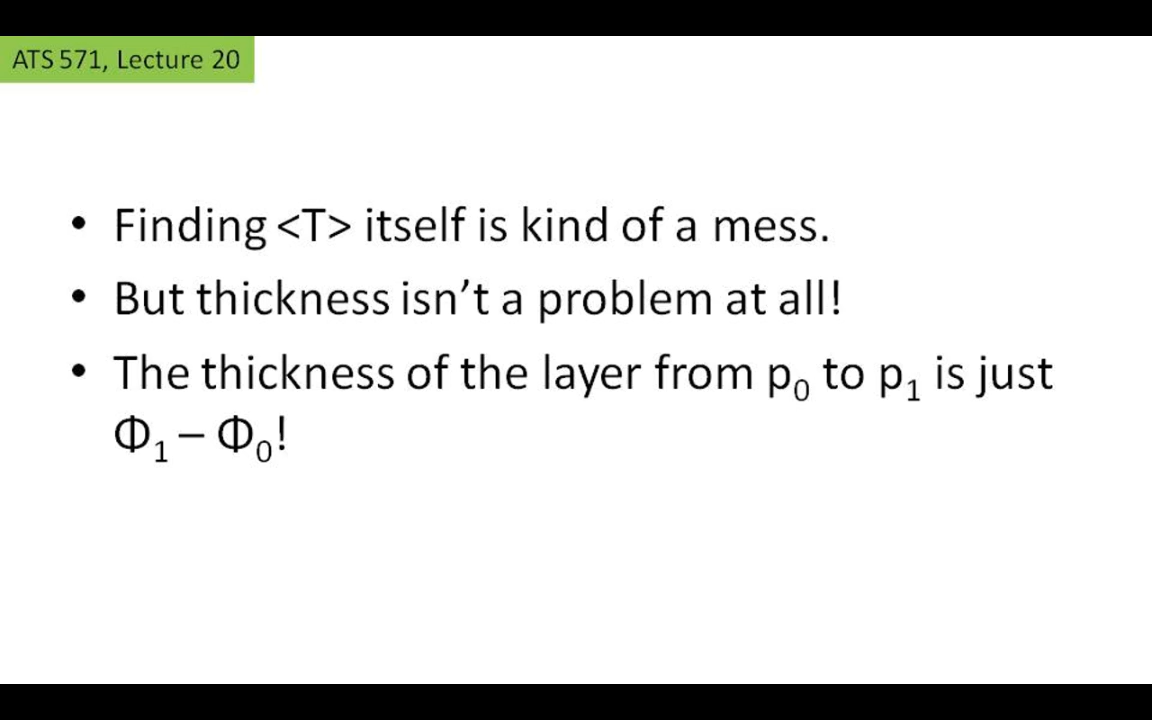 ATS 571, Lecture 20
• Finding <T> itself is kind of a mess.
• But thickness isn’t a problem at all!
• The thickness of the layer from p₀ to p₁ is just
Φ₁ – Φ₀!